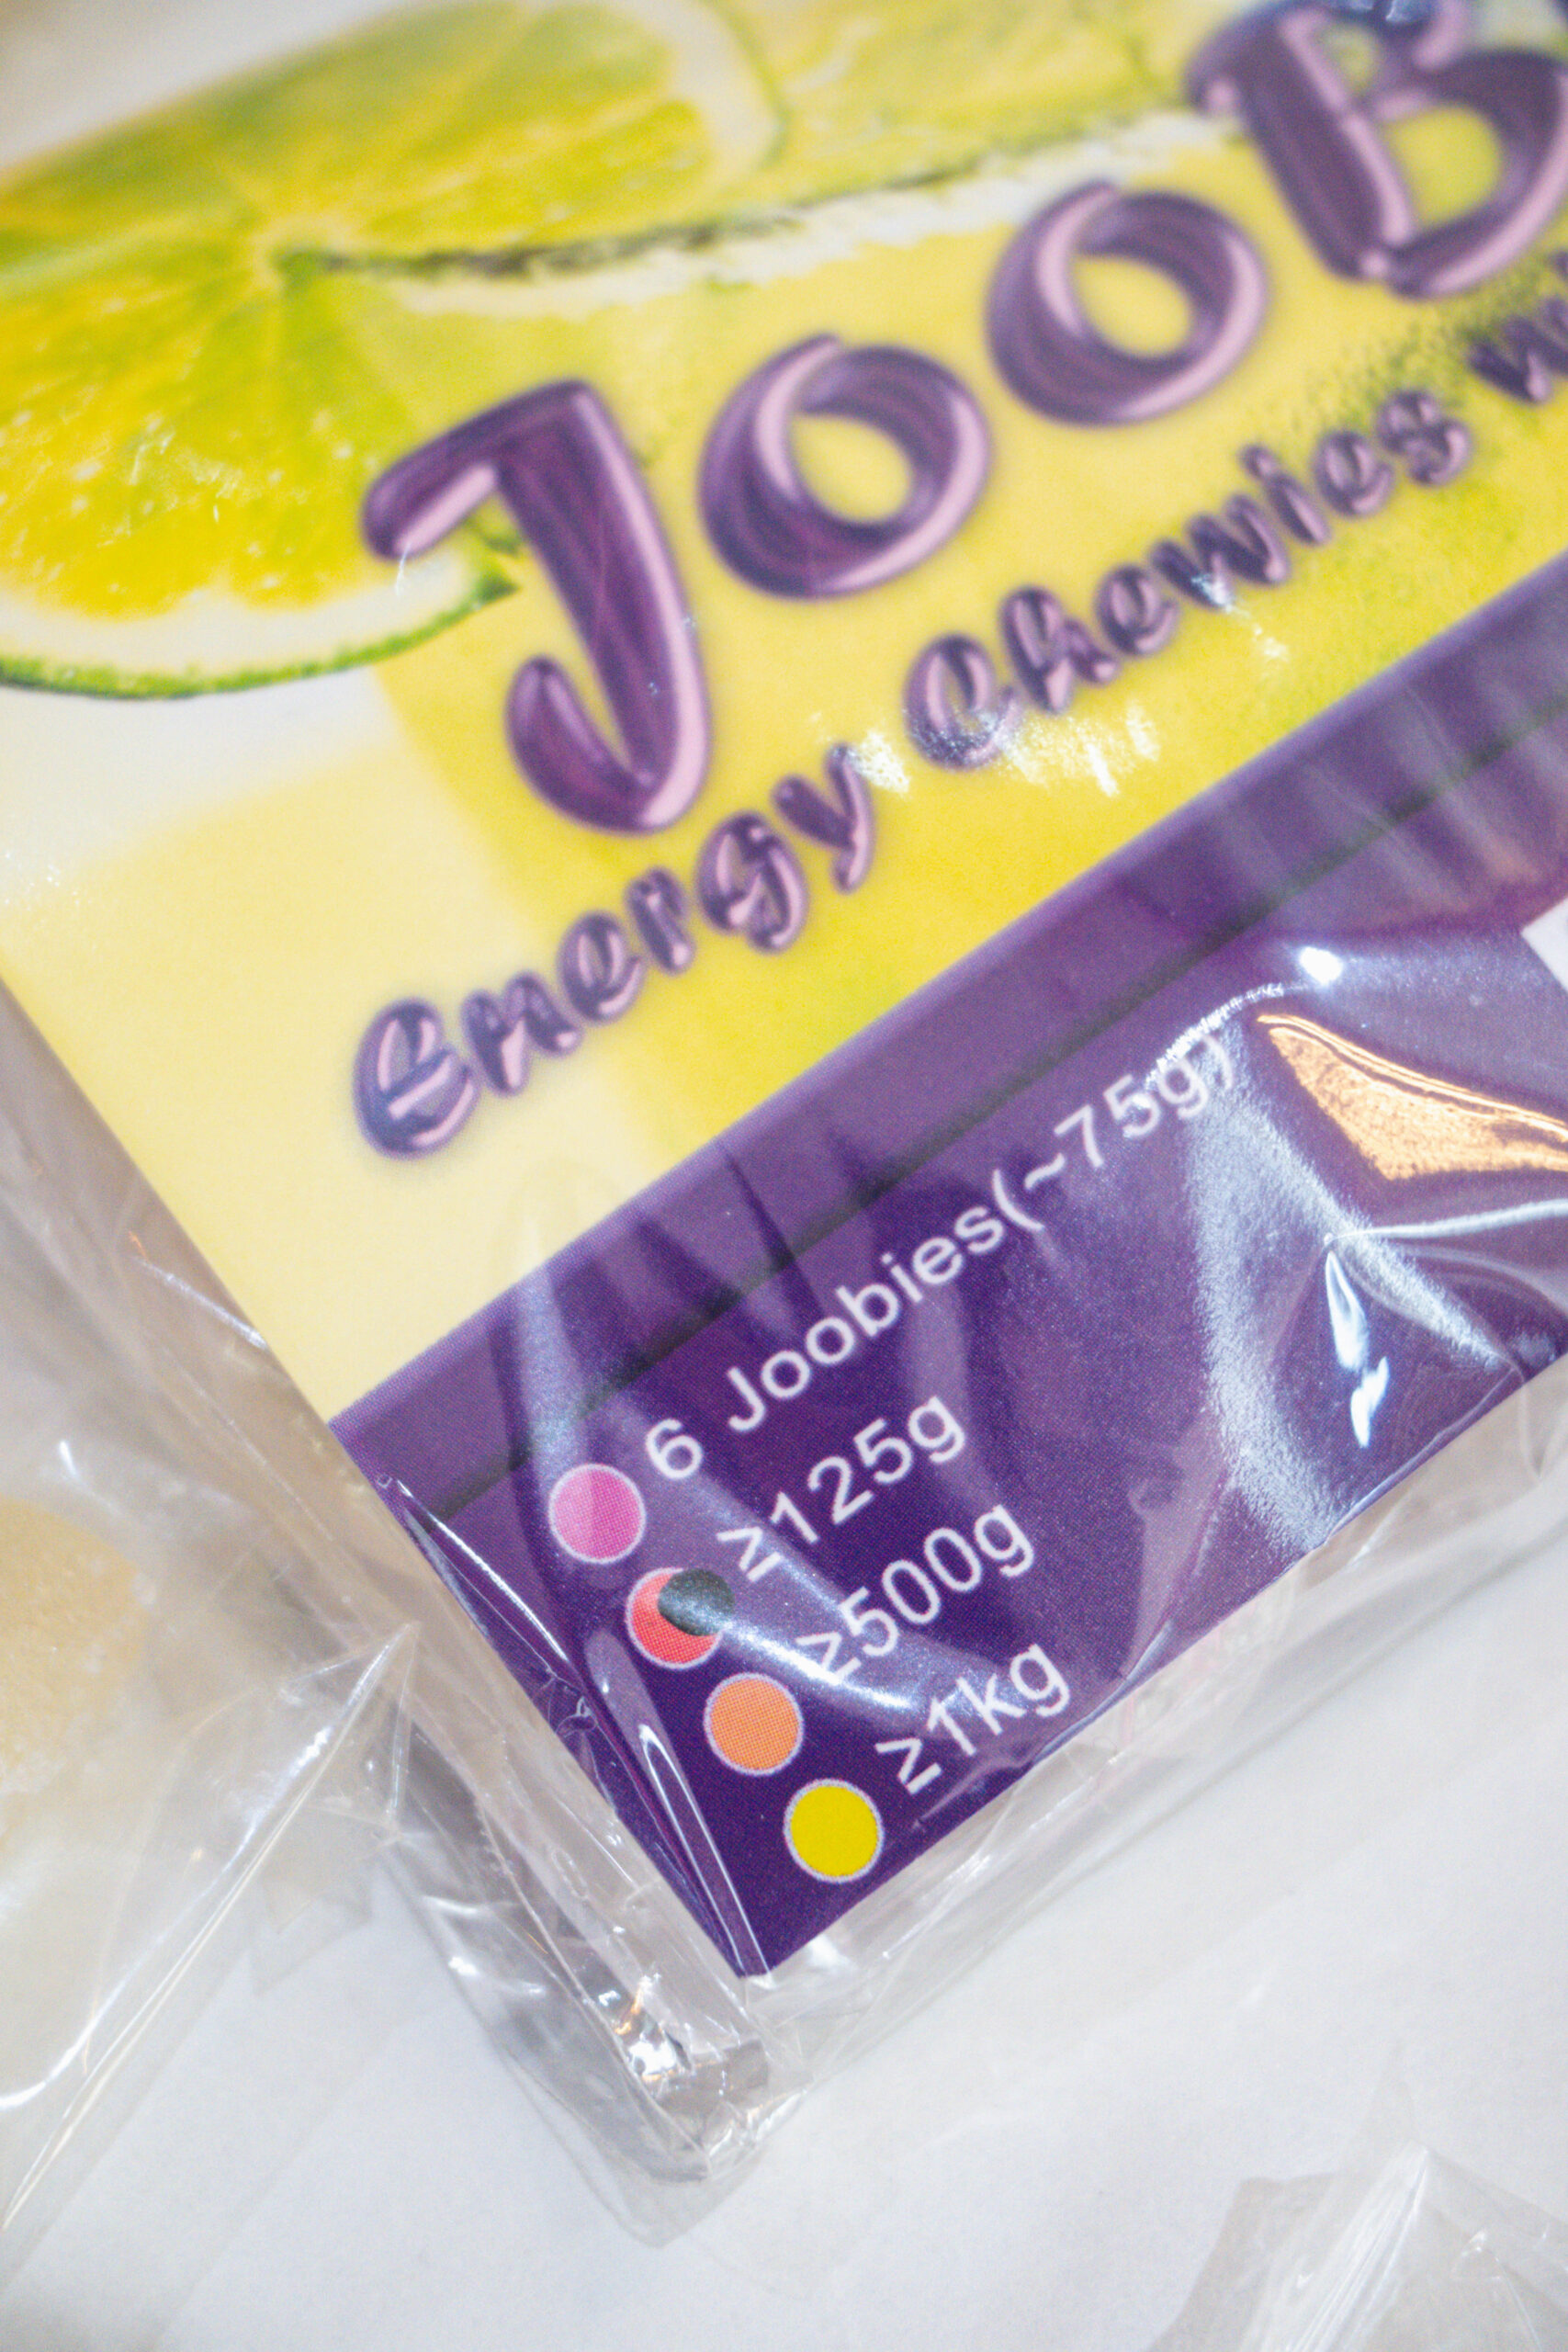 JooB
Energy Chewies
6 Joobies(~75g)
≥125g
≥500g
≥1kg